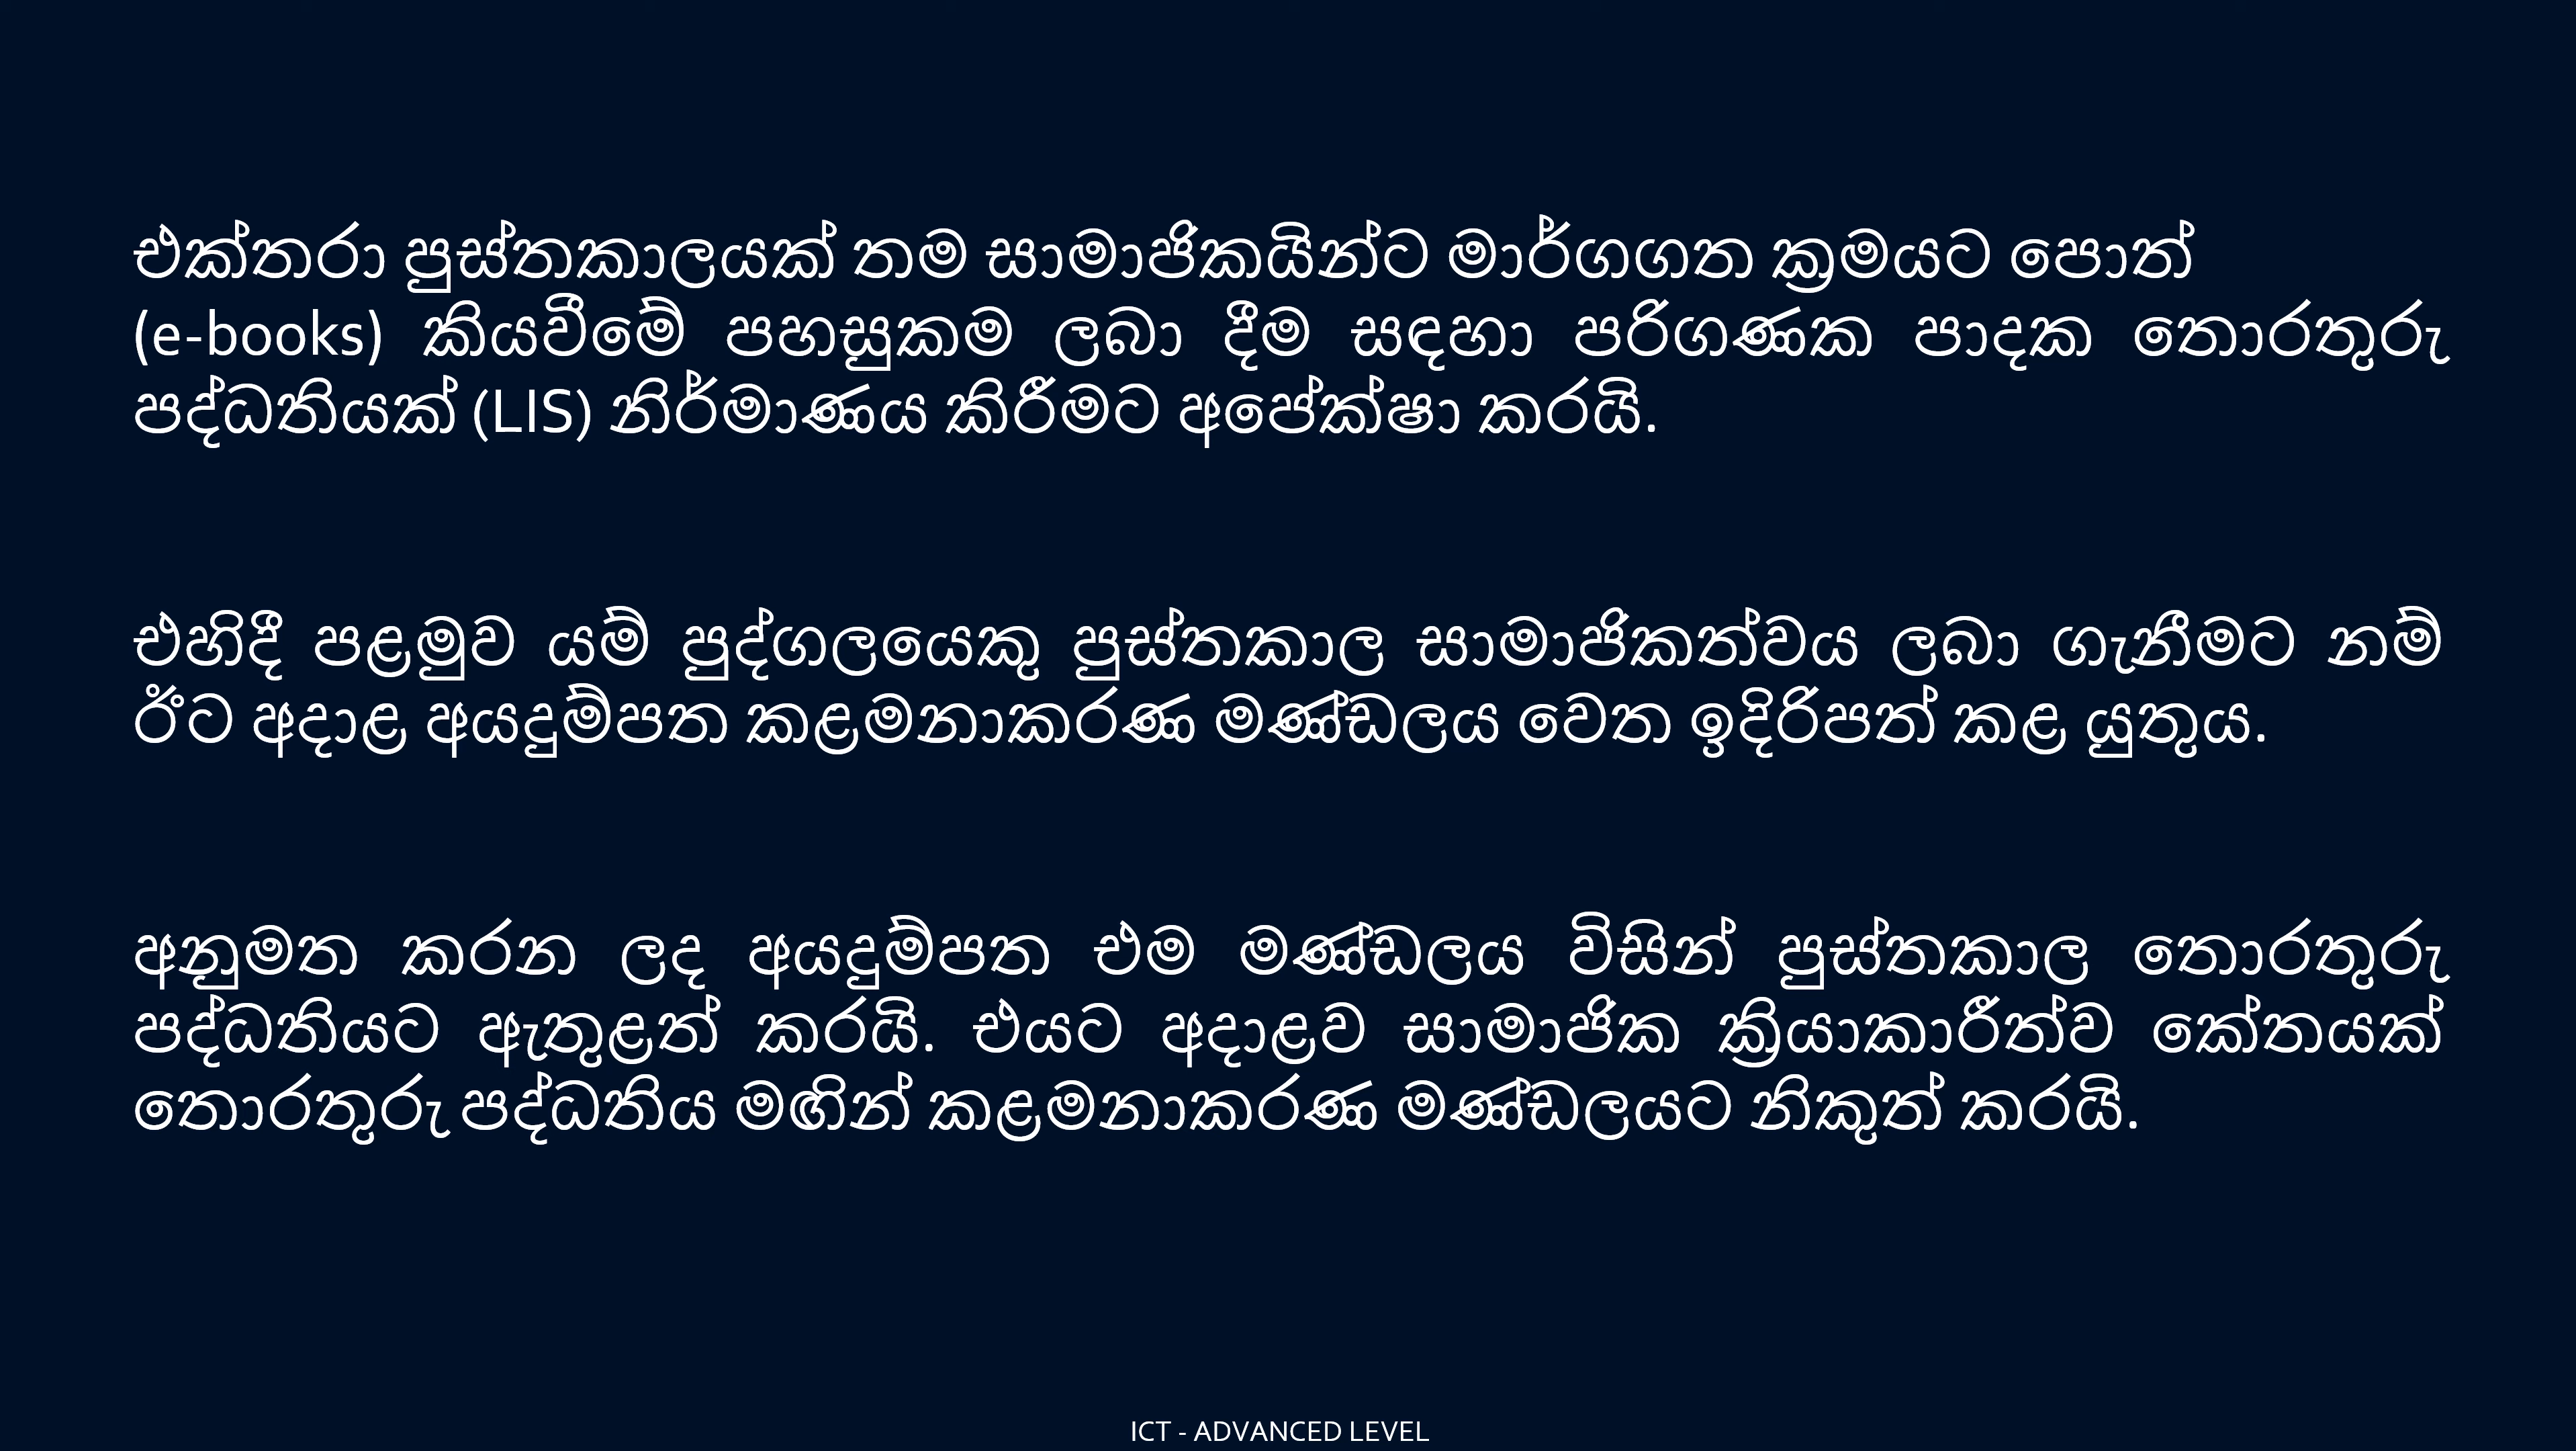 එක්තරා පුස්තකාලයක් තම සාමාජිකයින්ට මාර්ගගත ක්‍රමයට පොත්
(e-books) කියවීමේ පහසුකම ලබා දීම සඳහා පරිගණක පාදක තොරතුරු
පද්ධතියක් (LIS) නිර්මාණය කිරීමට අපේක්ෂා කරයි.
එහිදී පළමුව යම් පුද්ගලයෙකු පුස්තකාල සාමාජිකත්වය ලබා ගැනීමට නම්
ඊට අදාළ අයදුම්පත කළමනාකරණ මණ්ඩලය වෙත ඉදිරිපත් කළ යුතුය.
අනුමත කරන ලද අයදුම්පත එම මණ්ඩලය විසින් පුස්තකාල තොරතුරු
පද්ධතියට ඇතුළත් කරයි. එයට අදාළව සාමාජික ක්‍රියාකාරීත්ව කේතයක්
තොරතුරු පද්ධතිය මඟින් කළමනාකරණ මණ්ඩලයට නිකුත් කරයි.
ICT - ADVANCED LEVEL